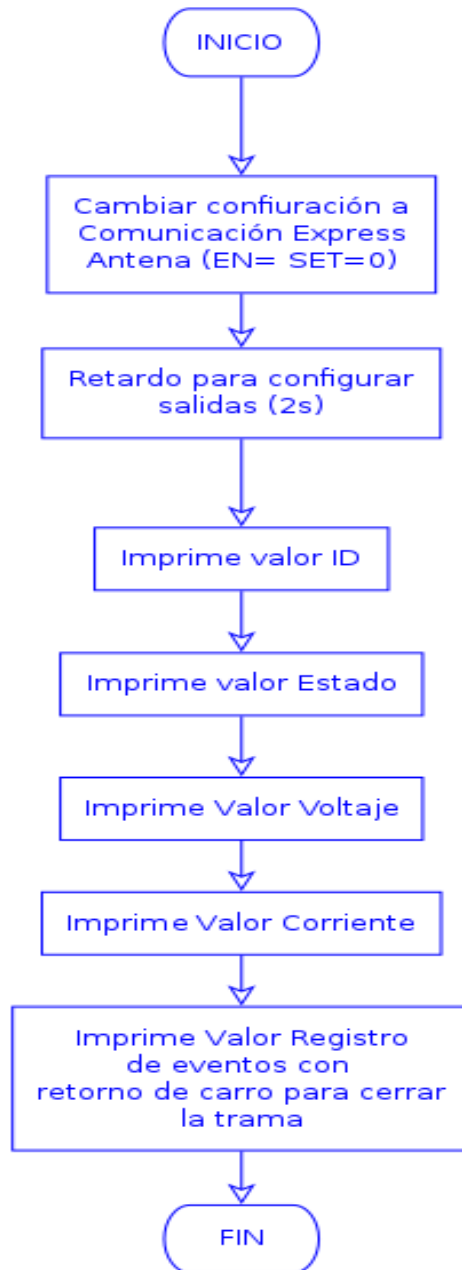 INICIO
Cambiar confiuración a
Comunicación Express
Antena (EN= SET=0)
Retardo para configurar
salidas (2s)
Imprime valor ID
Imprime valor Estado
Imprime Valor Voltaje
Imprime Valor Corriente
Imprime Valor Registro
de eventos con
retorno de carro para cerrar
la trama
FIN